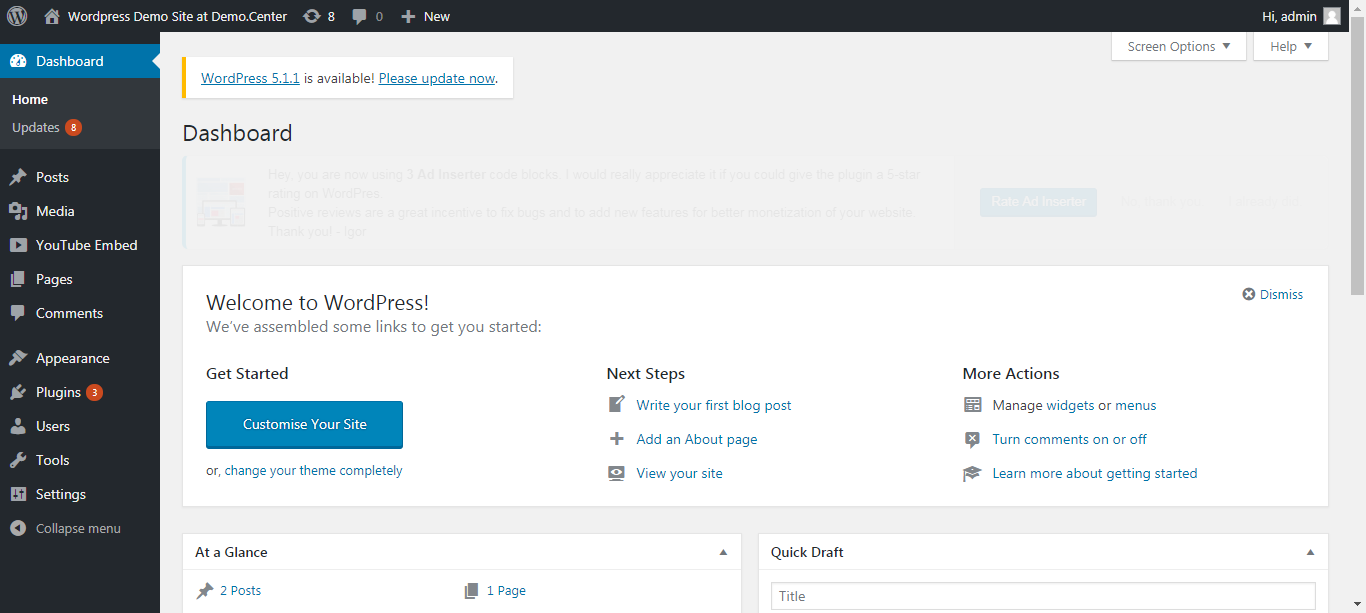 Wordpress Demo Site at Demo.Center 8 0 New Hi, admin
Screen Options Help
Dashboard
Home
Updates 8
Posts
Media
YouTube Embed
Pages
Comments
Appearance
Plugins 3
Users
Tools
Settings
Collapse menu
WordPress 5.1.1 is available! Please update now.
Dashboard
Hey, you are now using 3 Ad Inserter code blocks. I would really appreciate it if you could give the plugin a 5-star
rating on WordPres.
Positive reviews are a great incentive to fix bugs and to add new features for better monetization of your website.
Thank you! - Igor
Rate Ad Inserter
Welcome to WordPress!
Dismiss
We've assembled some links to get you started:
Get Started
Customise Your Site
or, change your theme completely
Next Steps
Write your first blog post
Add an About page
View your site
More Actions
Manage widgets or menus
Turn comments on or off
Learn more about getting started
At a Glance
2 Posts 1 Page
Quick Draft
Title